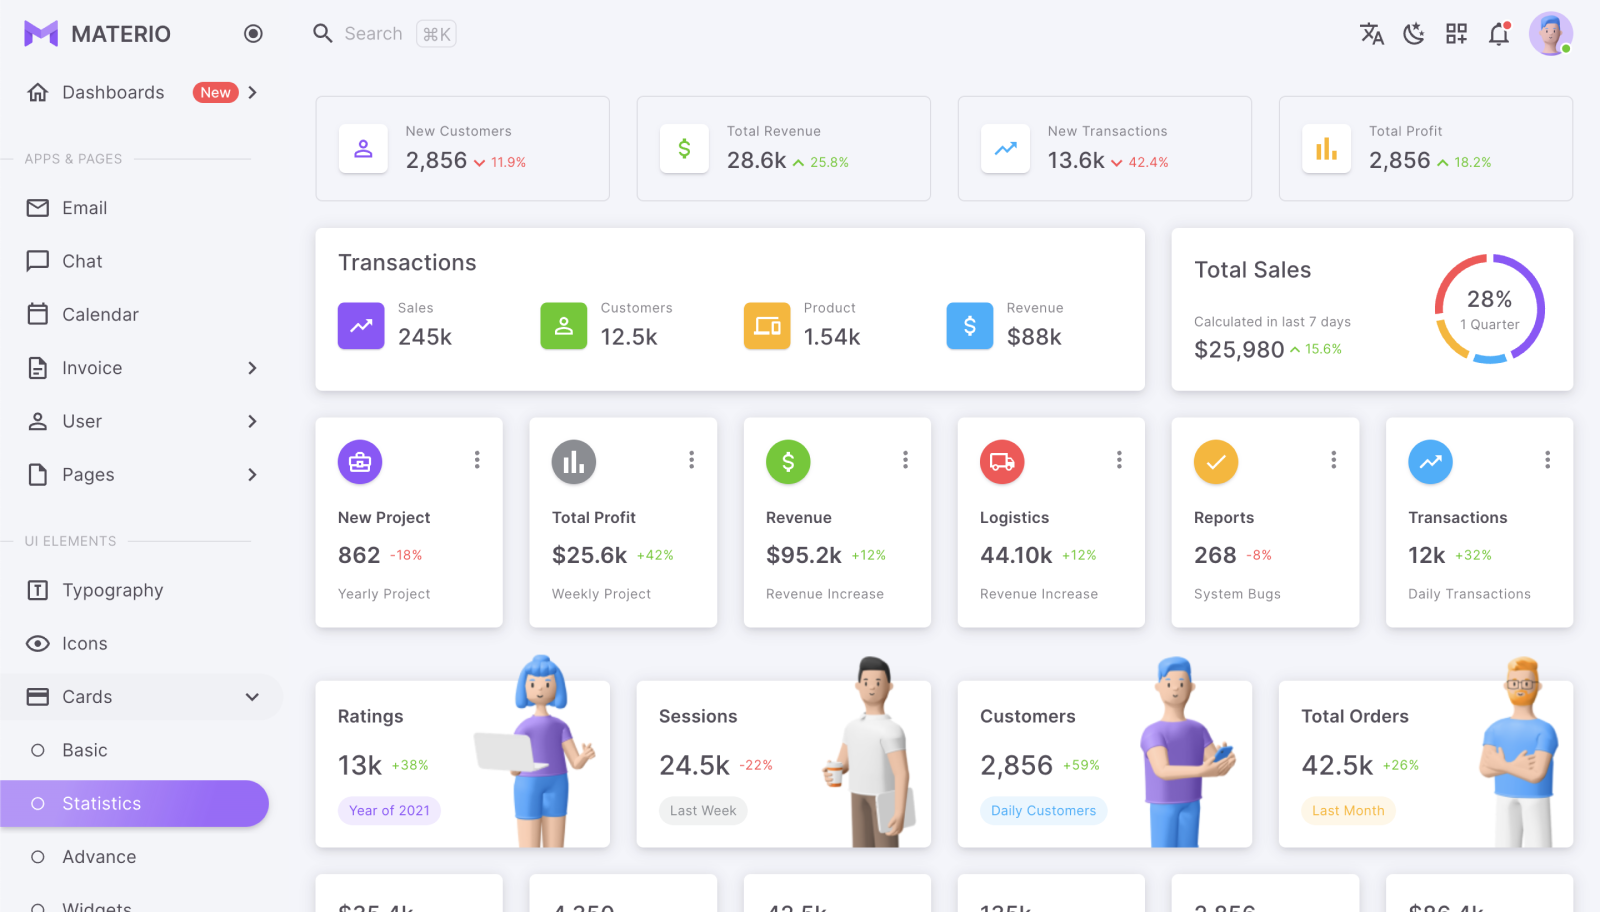 MATERIO
Search ⌘K
Dashboards New
APPS & PAGES
Email
Chat
Calendar
Invoice
User
Pages
UI ELEMENTS
Typography
Icons
Cards
Basic
Statistics
Advance
Widgets
New Customers
2,856 11.9%
Total Revenue
28.6k 25.8%
New Transactions
13.6k 42.4%
Total Profit
2,856 18.2%
Transactions
Sales
245k
Customers
12.5k
Product
1.54k
Revenue
$88k
Total Sales
Calculated in last 7 days
$25,980 15.6%
28%
1 Quarter
New Project
862 -18%
Yearly Project
Total Profit
$25.6k +42%
Weekly Project
Revenue
$95.2k +12%
Revenue Increase
Logistics
44.10k +12%
Revenue Increase
Reports
268 -8%
System Bugs
Transactions
12k +32%
Daily Transactions
Ratings
13k +38%
Year of 2021
Sessions
24.5k -22%
Last Week
Customers
2,856 +59%
Daily Customers
Total Orders
42.5k +26%
Last Month
2,856